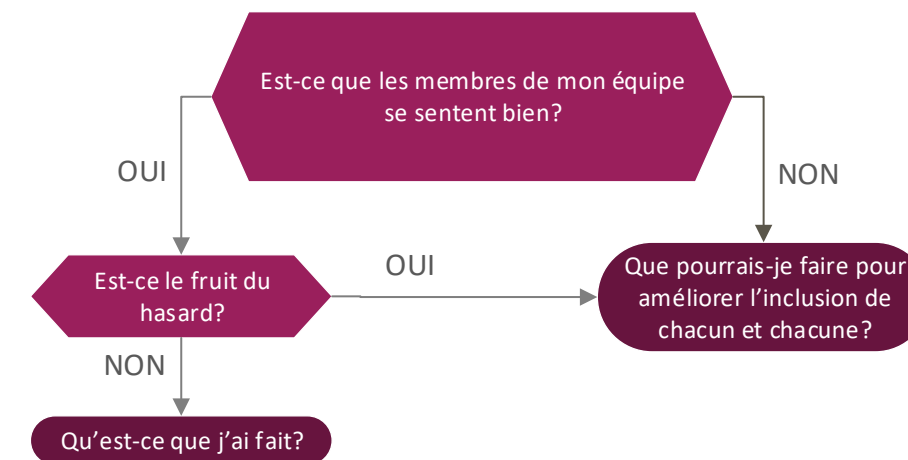 Est-ce que les membres de mon équipe
se sentent bien?
OUI
NON
Est-ce le fruit du
hasard?
OUI
Que pourrais-je faire pour
améliorer l’inclusion de
chacun et chacune?
NON
Qu’est-ce que j’ai fait?